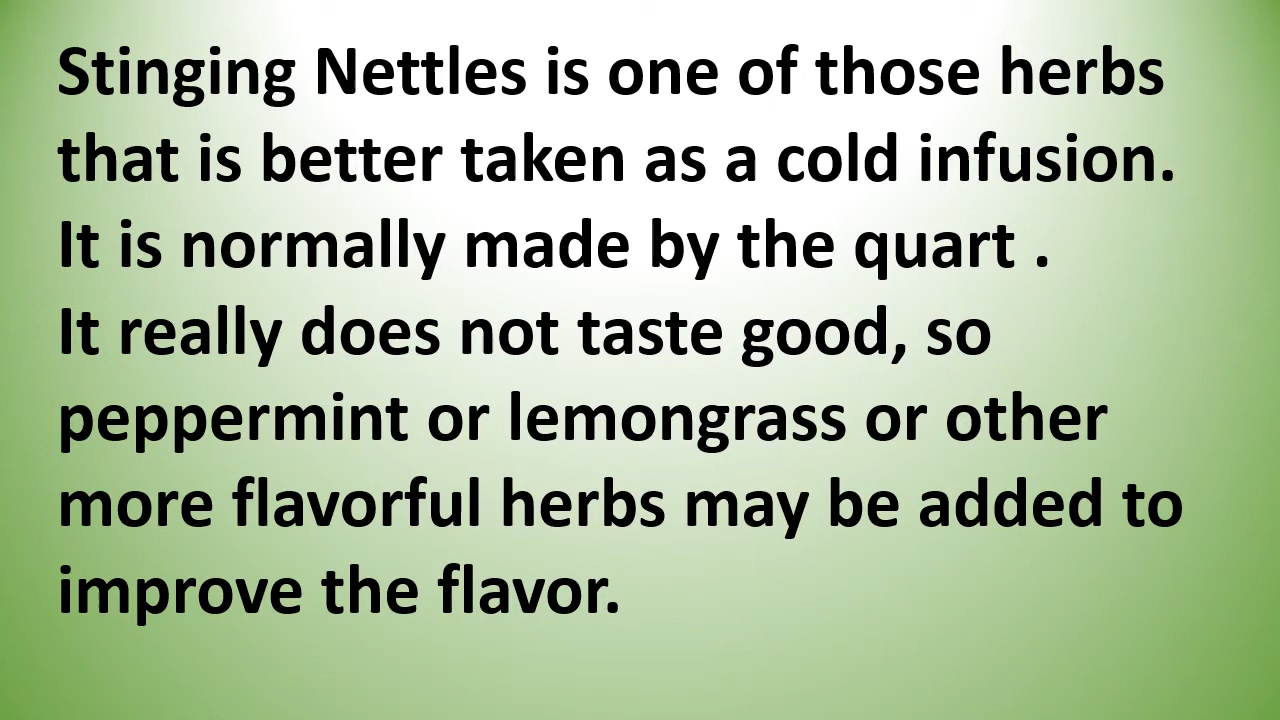 Stinging Nettles is one of those herbs
that is better taken as a cold infusion.
It is normally made by the quart .
It really does not taste good, so
peppermint or lemongrass or other
more flavorful herbs may be added to
improve the flavor.